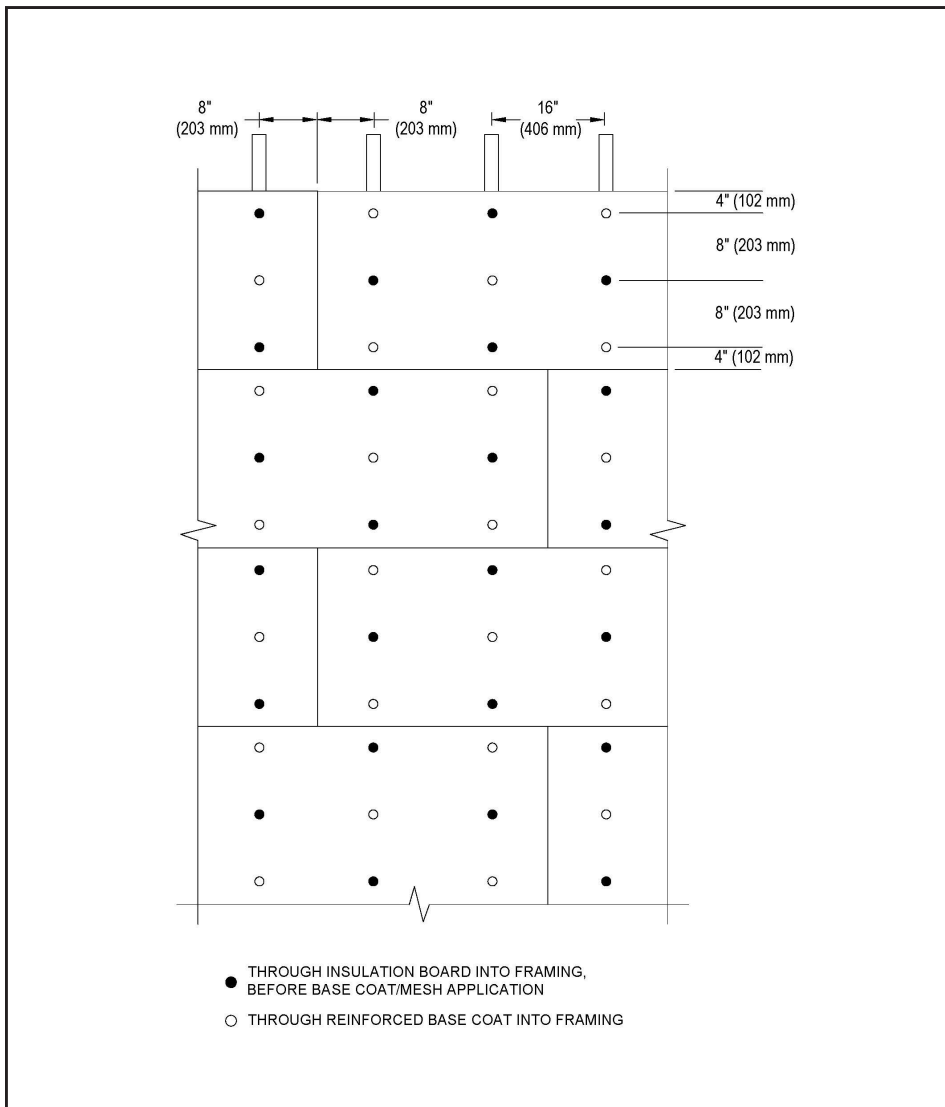 8"
(203 mm)
8"
(203 mm)
16"
(406 mm)
4" (102 mm)
8" (203 mm)
8" (203 mm)
4" (102 mm)
THROUGH INSULATION BOARD INTO FRAMING,
BEFORE BASE COAT/MESH APPLICATION
THROUGH REINFORCED BASE COAT INTO FRAMING